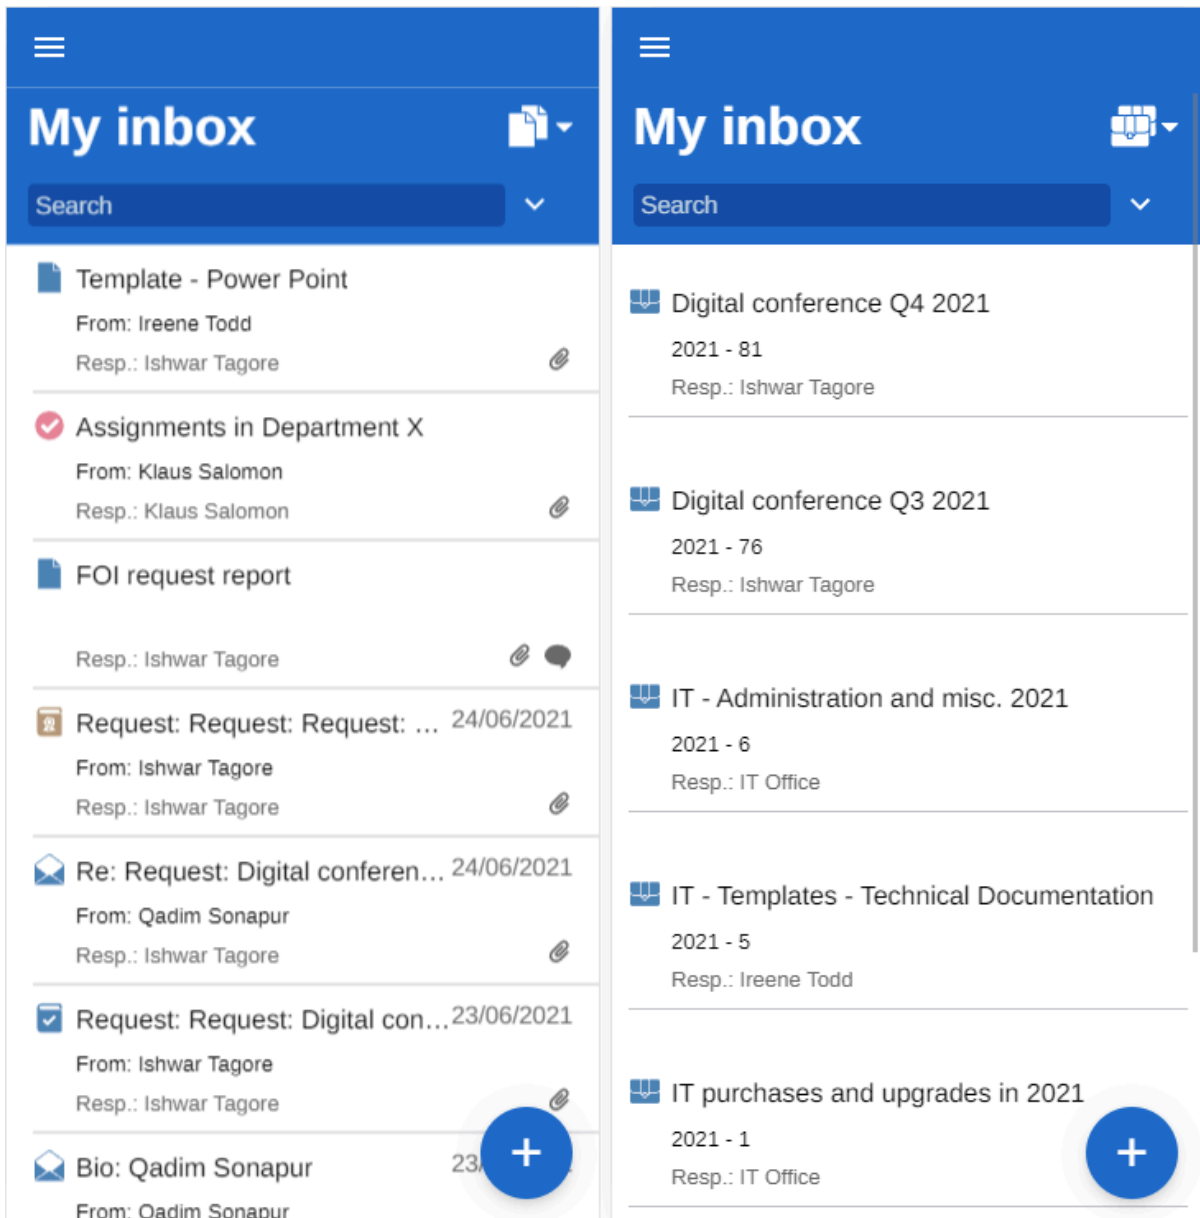 My inbox
Search
Template - Power Point
From: Ireene Todd
Resp.: Ishwar Tagore
Assignments in Department X
From: Klaus Salomon
Resp.: Klaus Salomon
FOI request report
Resp.: Ishwar Tagore
Request: Request: Request: ... 24/06/2021
From: Ishwar Tagore
Resp.: Ishwar Tagore
Re: Request: Digital conferen... 24/06/2021
From: Qadim Sonapur
Resp.: Ishwar Tagore
Request: Request: Digital con... 23/06/2021
From: Ishwar Tagore
Resp.: Ishwar Tagore
Bio: Qadim Sonapur 23/
From: Qadim Sonapur
My inbox
Search
Digital conference Q4 2021
2021 - 81
Resp.: Ishwar Tagore
Digital conference Q3 2021
2021 - 76
Resp.: Ishwar Tagore
IT - Administration and misc. 2021
2021 - 6
Resp.: IT Office
IT - Templates - Technical Documentation
2021 - 5
Resp.: Ireene Todd
IT purchases and upgrades in 2021
2021 - 1
Resp.: IT Office